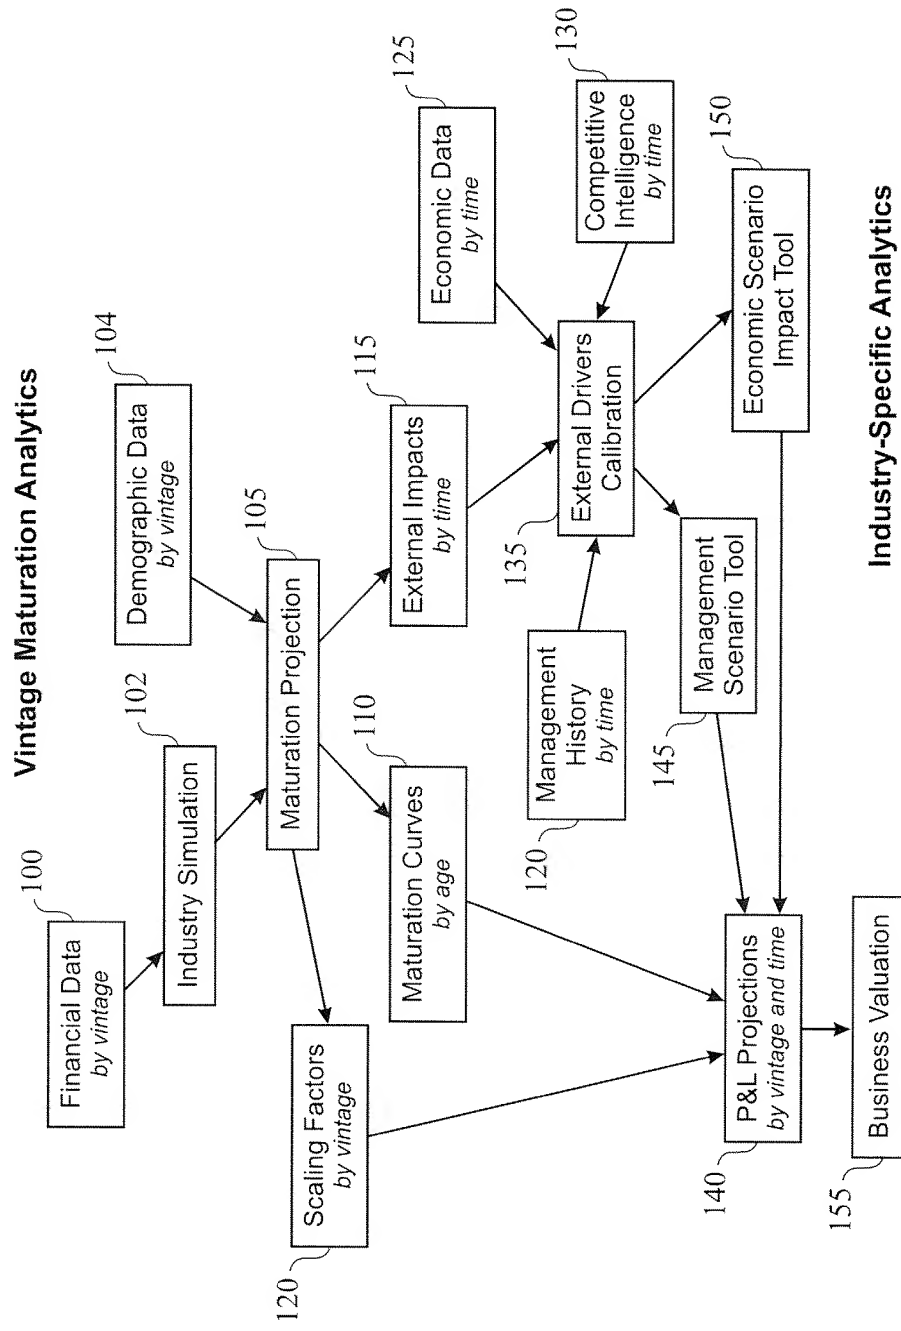 Vintage Maturation Analytics
100
Financial Data
by vintage
102
Industry Simulation
104
Demographic Data
by vintage
105
Maturation Projection
120
Scaling Factors
by vintage
110
Maturation Curves
by age
115
External Impacts
by time
125
Economic Data
by time
120
Management
History
by time
135
External Drivers
Calibration
130
Competitive
Intelligence
by time
145
Management
Scenario Tool
150
Economic Scenario
Impact Tool
140
P&L Projections
by vintage and time
155
Business Valuation
Industry-Specific Analytics